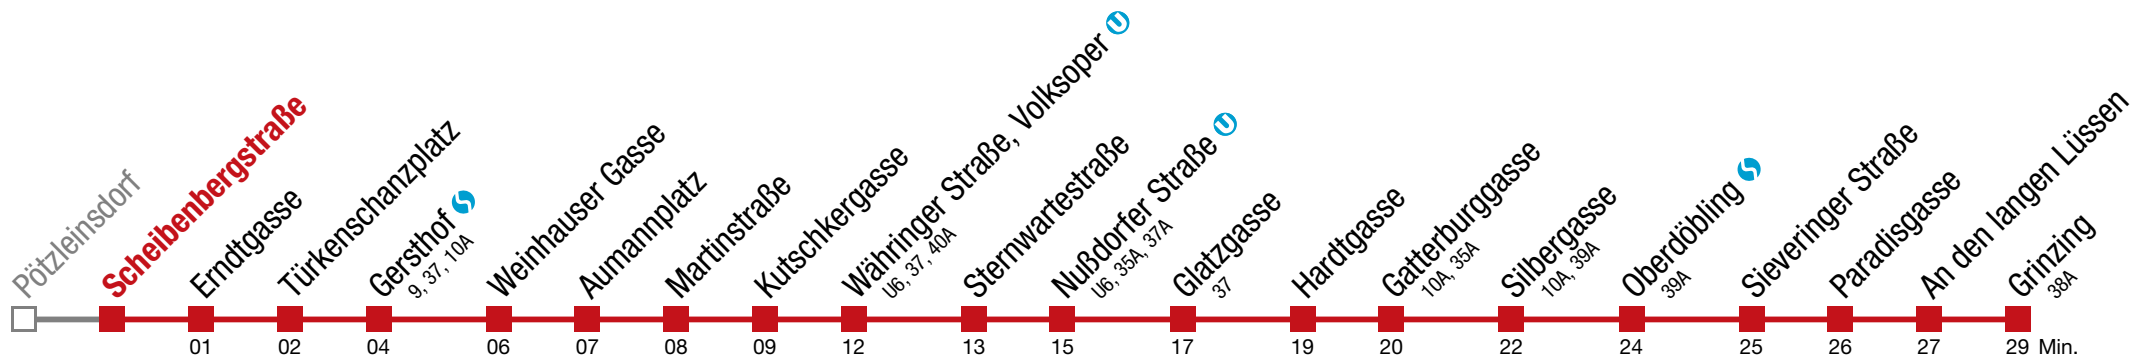 Pötzleinsdorf
Scheibenbergstraße
Erndtgasse
Türkenschanzplatz
Gersthof
9, 37, 10A
Weinhauser Gasse
Aumannplatz
Martinstraße
Kutschkergasse
Währinger Straße, Volksoper
U6, 37, 40A
Sternwartestraße
Nußdorfer Straße
U6, 35A, 37A
Glatzgasse
37
Hardtgasse
Gatterburggasse
10A, 35A
Silbergasse
10A, 39A
Oberdöbling
39A
Sieveringer Straße
Paradisgasse
An den langen Lüssen
Grinzing
38A
01 02 04 06 07 08 09 12 13 15 17 19 20 22 24 25 26 27 29 Min.